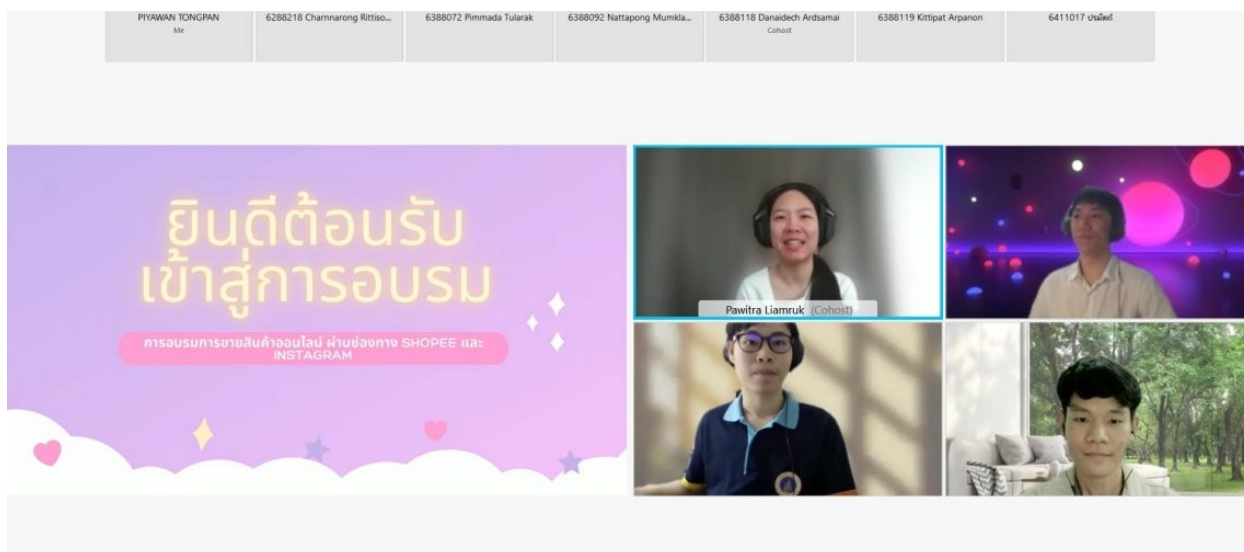 PIYAWAN TONGPAN
Me
6288218 Charnnarong Rittiso...
6388072 Pimmada Tularak
6388092 Nattapong Mumkla...
6388118 Danaidech Ardsamai
Cohost
6388119 Kittipat Arpanon
6411017 ปรมัตถ์
ยินดีต้อนรับ
เข้าสู่การอบรม
การอบรมการขายสินค้าออนไลน์ ผ่านช่องทาง SHOPEE และ
INSTAGRAM
Pawitra Liamruk (Cohost)